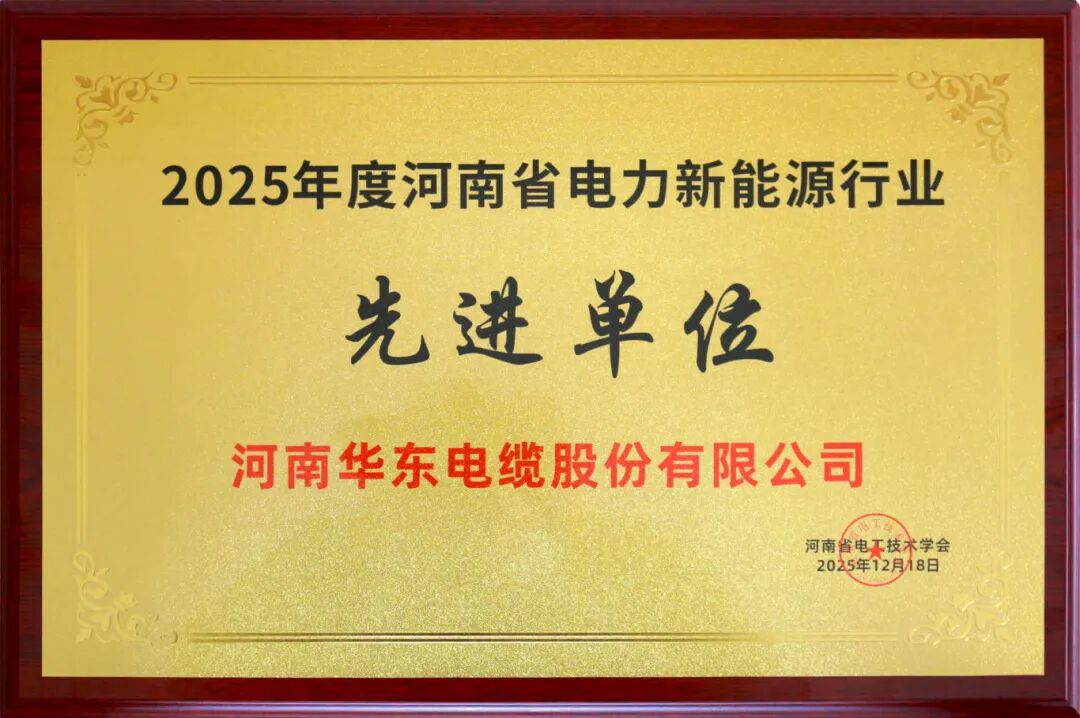 2025年度河南省电力新能源行业
先进单位
河南华东电缆股份有限公司
河南省电工技术学会
2025年12月18日